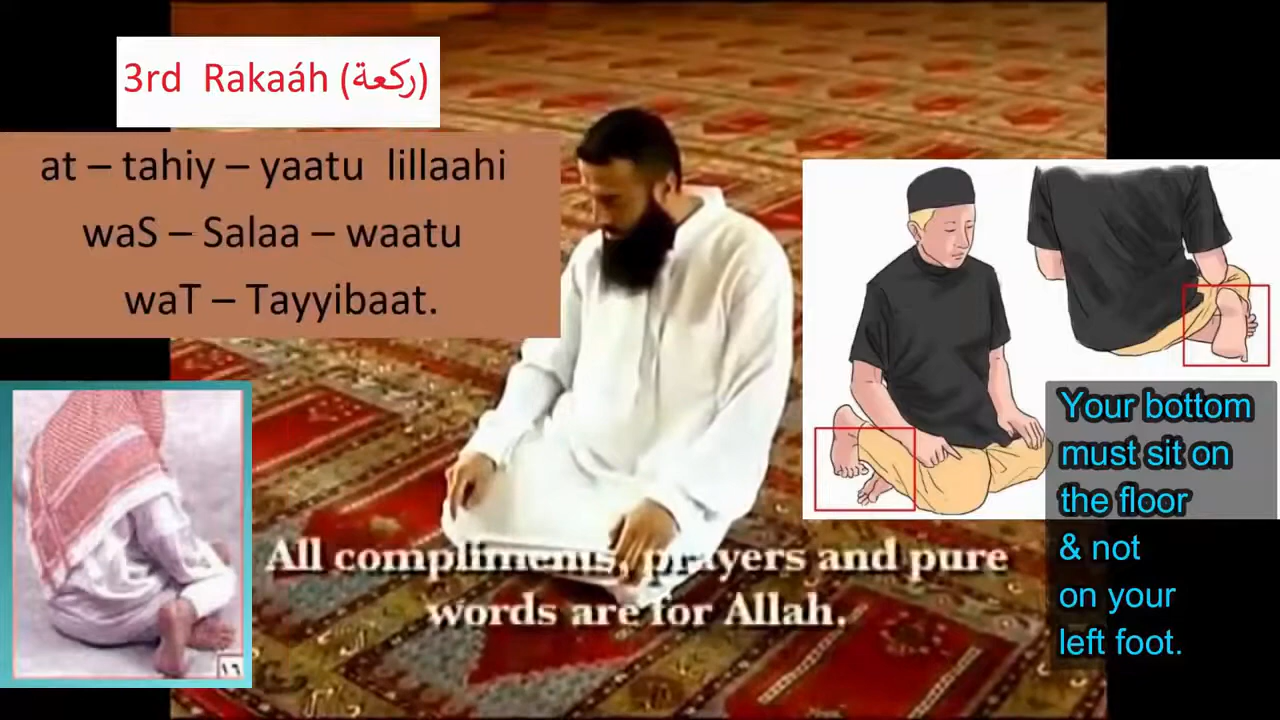 3rd Rakaáh (ركعة)
at – tahiy – yaatu lillaahi
waS – Salaa – waatu
waT – Tayyibaat.
All compliments, prayers and pure
words are for Allah.
Your bottom
must sit on
the floor
& not
on your
left foot.
١٦